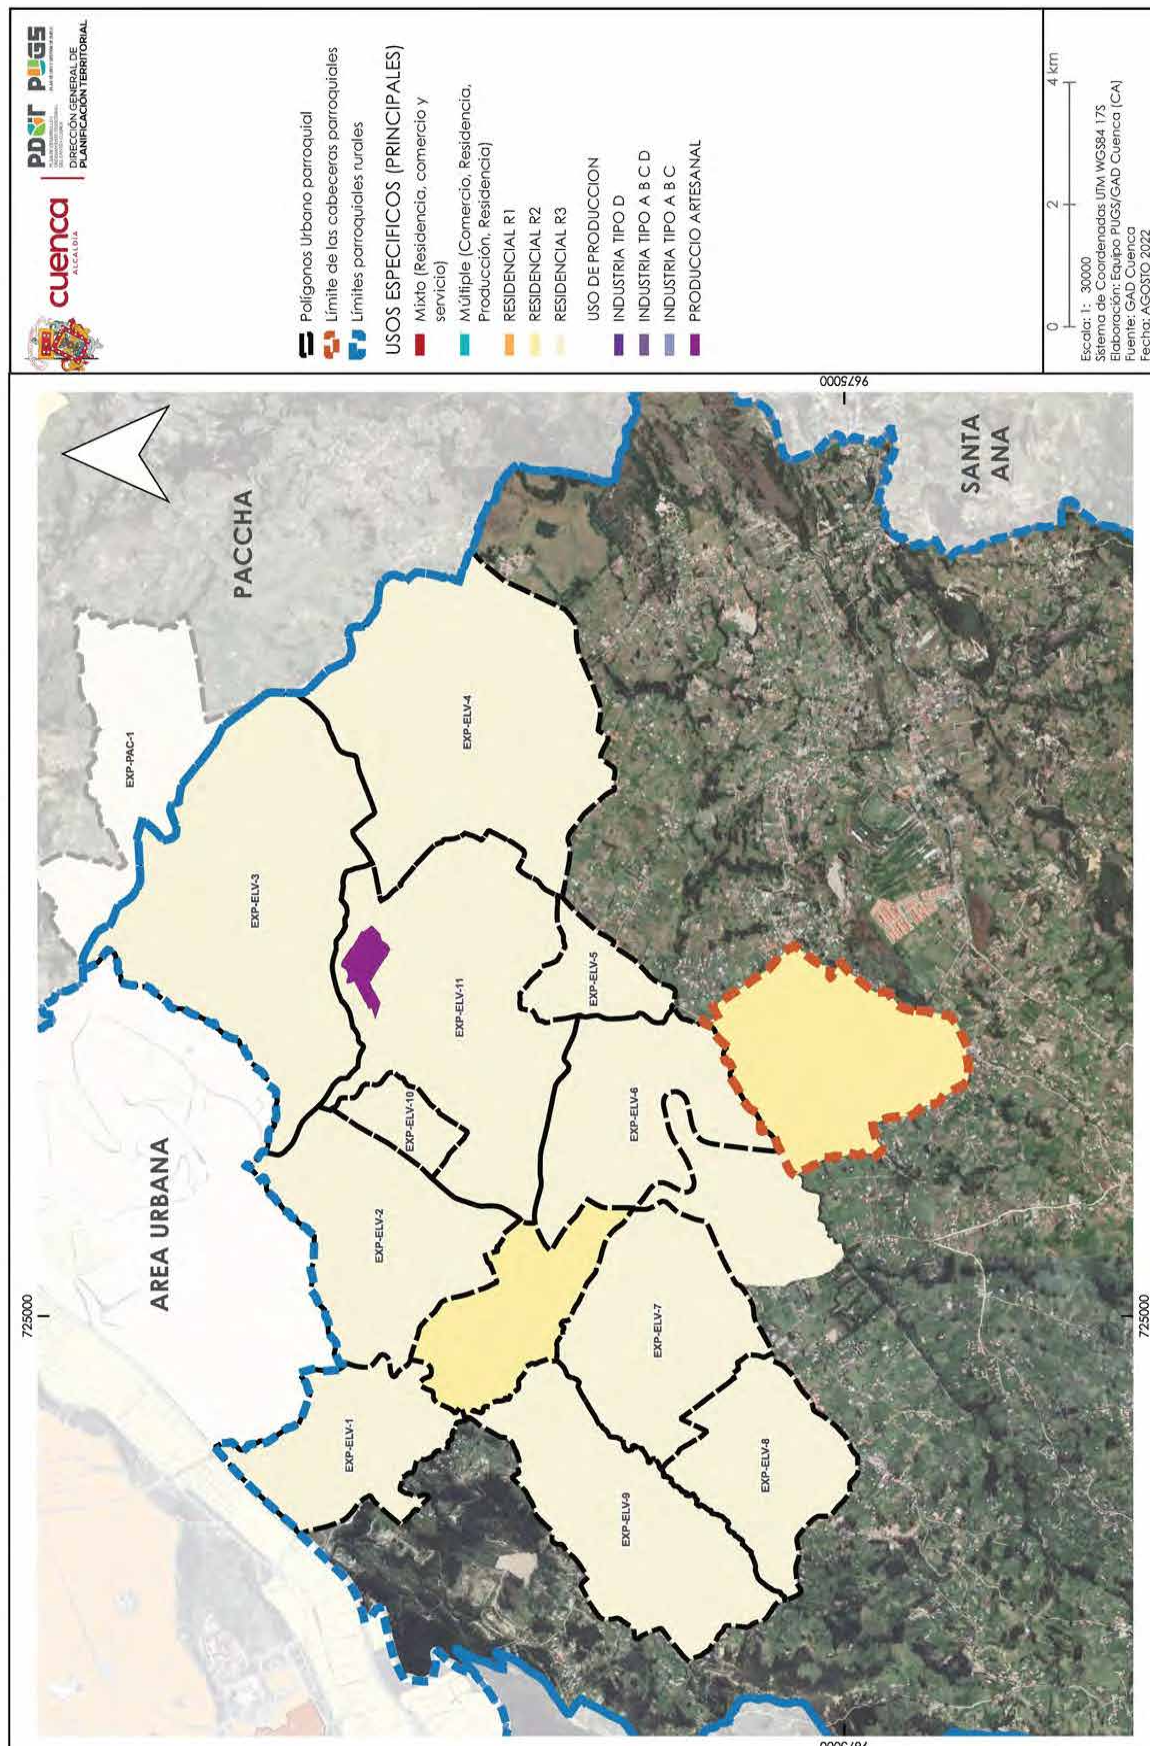 cuenca
ALCALDÍA
PDOT PUGS
DIRECCIÓN GENERAL DE
PLANIFICACIÓN TERRITORIAL
Polígonos Urbano parroquial
Límite de las cabeceras parroquiales
Límites parroquiales rurales
USOS ESPECIFICOS (PRINCIPALES)
Mixto (Residencia, comercio y
servicio)
Múltiple (Comercio, Residencia,
Producción, Residencia)
RESIDENCIAL R1
RESIDENCIAL R2
RESIDENCIAL R3
USO DE PRODUCCION
INDUSTRIA TIPO D
INDUSTRIA TIPO A B C D
INDUSTRIA TIPO A B C
PRODUCCIO ARTESANAL
0 2 4 km
Escala: 1: 30000
Sistema de Coordenadas UTM WGS84 17S
Elaboración: Equipo PUGS/GAD Cuenca (CA)
Fuente: GAD Cuenca
Fecha: AGOSTO 2022
725000
725000
9675000
9675000
AREA URBANA
PACCHA
SANTA
ANA
EXP-PAC-1
EXP-ELV-1
EXP-ELV-2
EXP-ELV-3
EXP-ELV-4
EXP-ELV-5
EXP-ELV-6
EXP-ELV-7
EXP-ELV-8
EXP-ELV-9
EXP-ELV-10
EXP-ELV-11